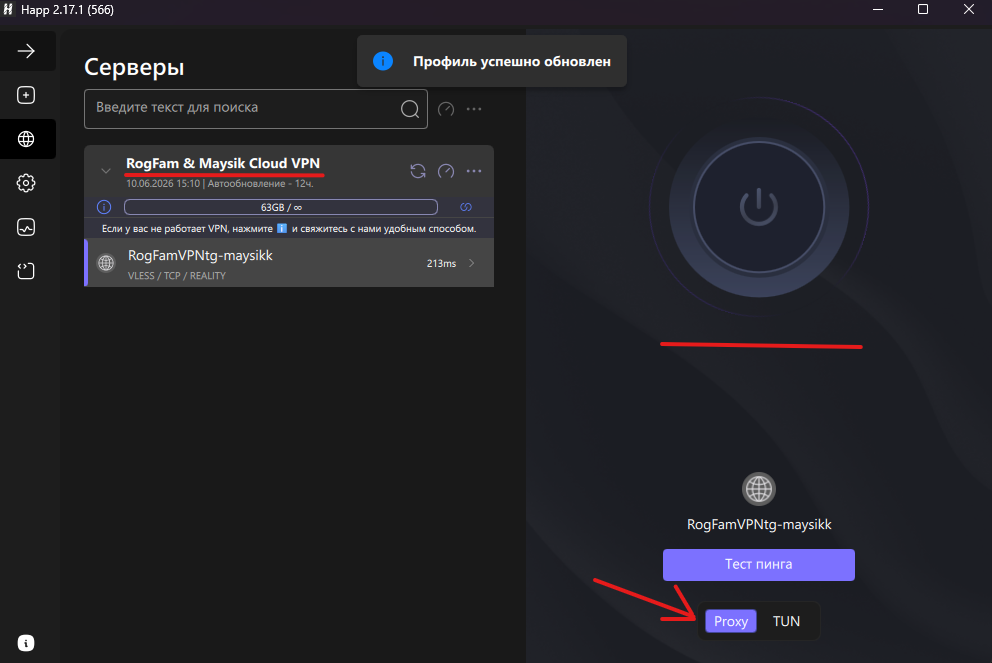 Happ 2.17.1 (566)
Профиль успешно обновлен
Серверы
Введите текст для поиска
RogFam & Maysik Cloud VPN
10.06.2026 15:10 | Автообновление - 12ч.
63GB / ∞
Если у вас не работает VPN, нажмите ℹ️ и свяжитесь с нами удобным способом.
RogFamVPNtg-maysikk
VLESS / TCP / REALITY
213ms
RogFamVPNtg-maysikk
Тест пинга
Proxy TUN